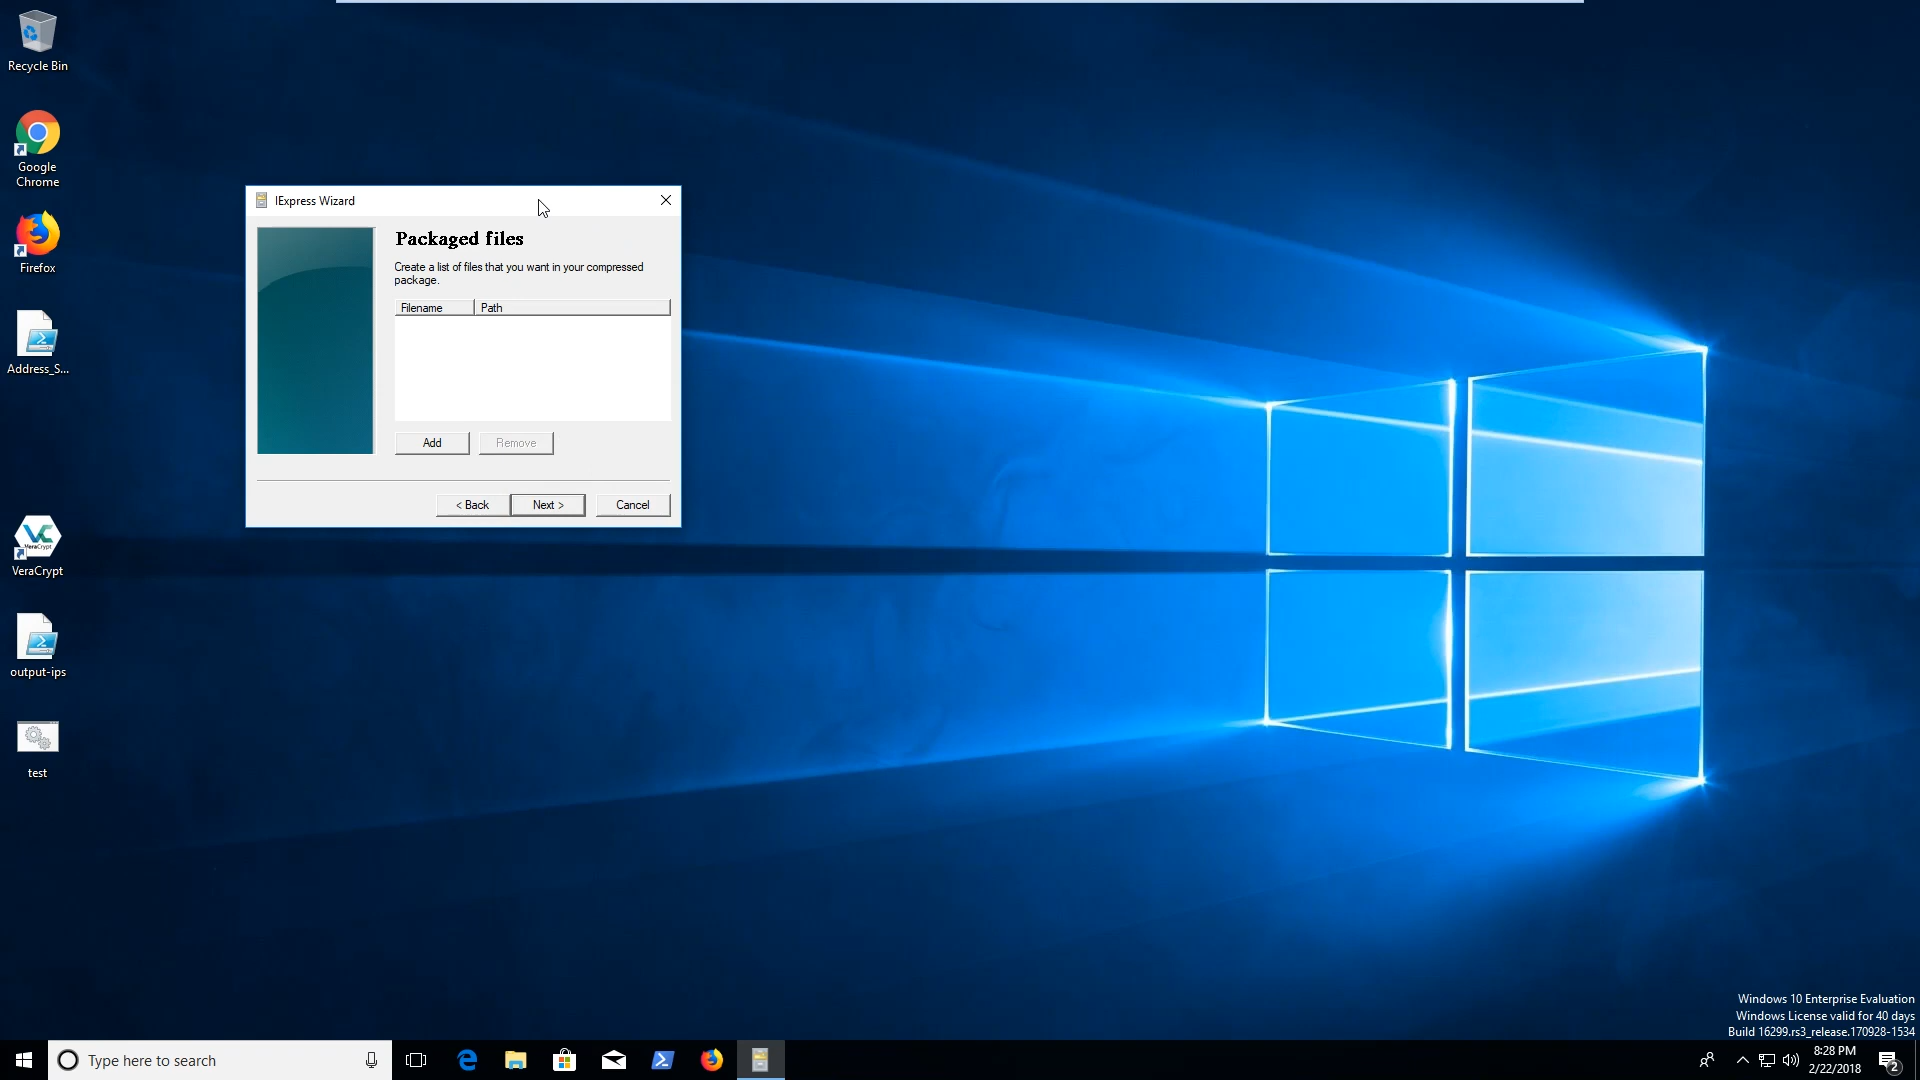 Recycle Bin
Google
Chrome
Firefox
Address_S...
VeraCrypt
VeraCrypt
output-ips
test
IExpress Wizard
Packaged files
Create a list of files that you want in your compressed
package.
Filename Path
Add Remove
< Back Next > Cancel
Windows 10 Enterprise Evaluation
Windows License valid for 40 days
Build 16299.rs3_release.170928-1534
Type here to search
8:28 PM
2/22/2018
2